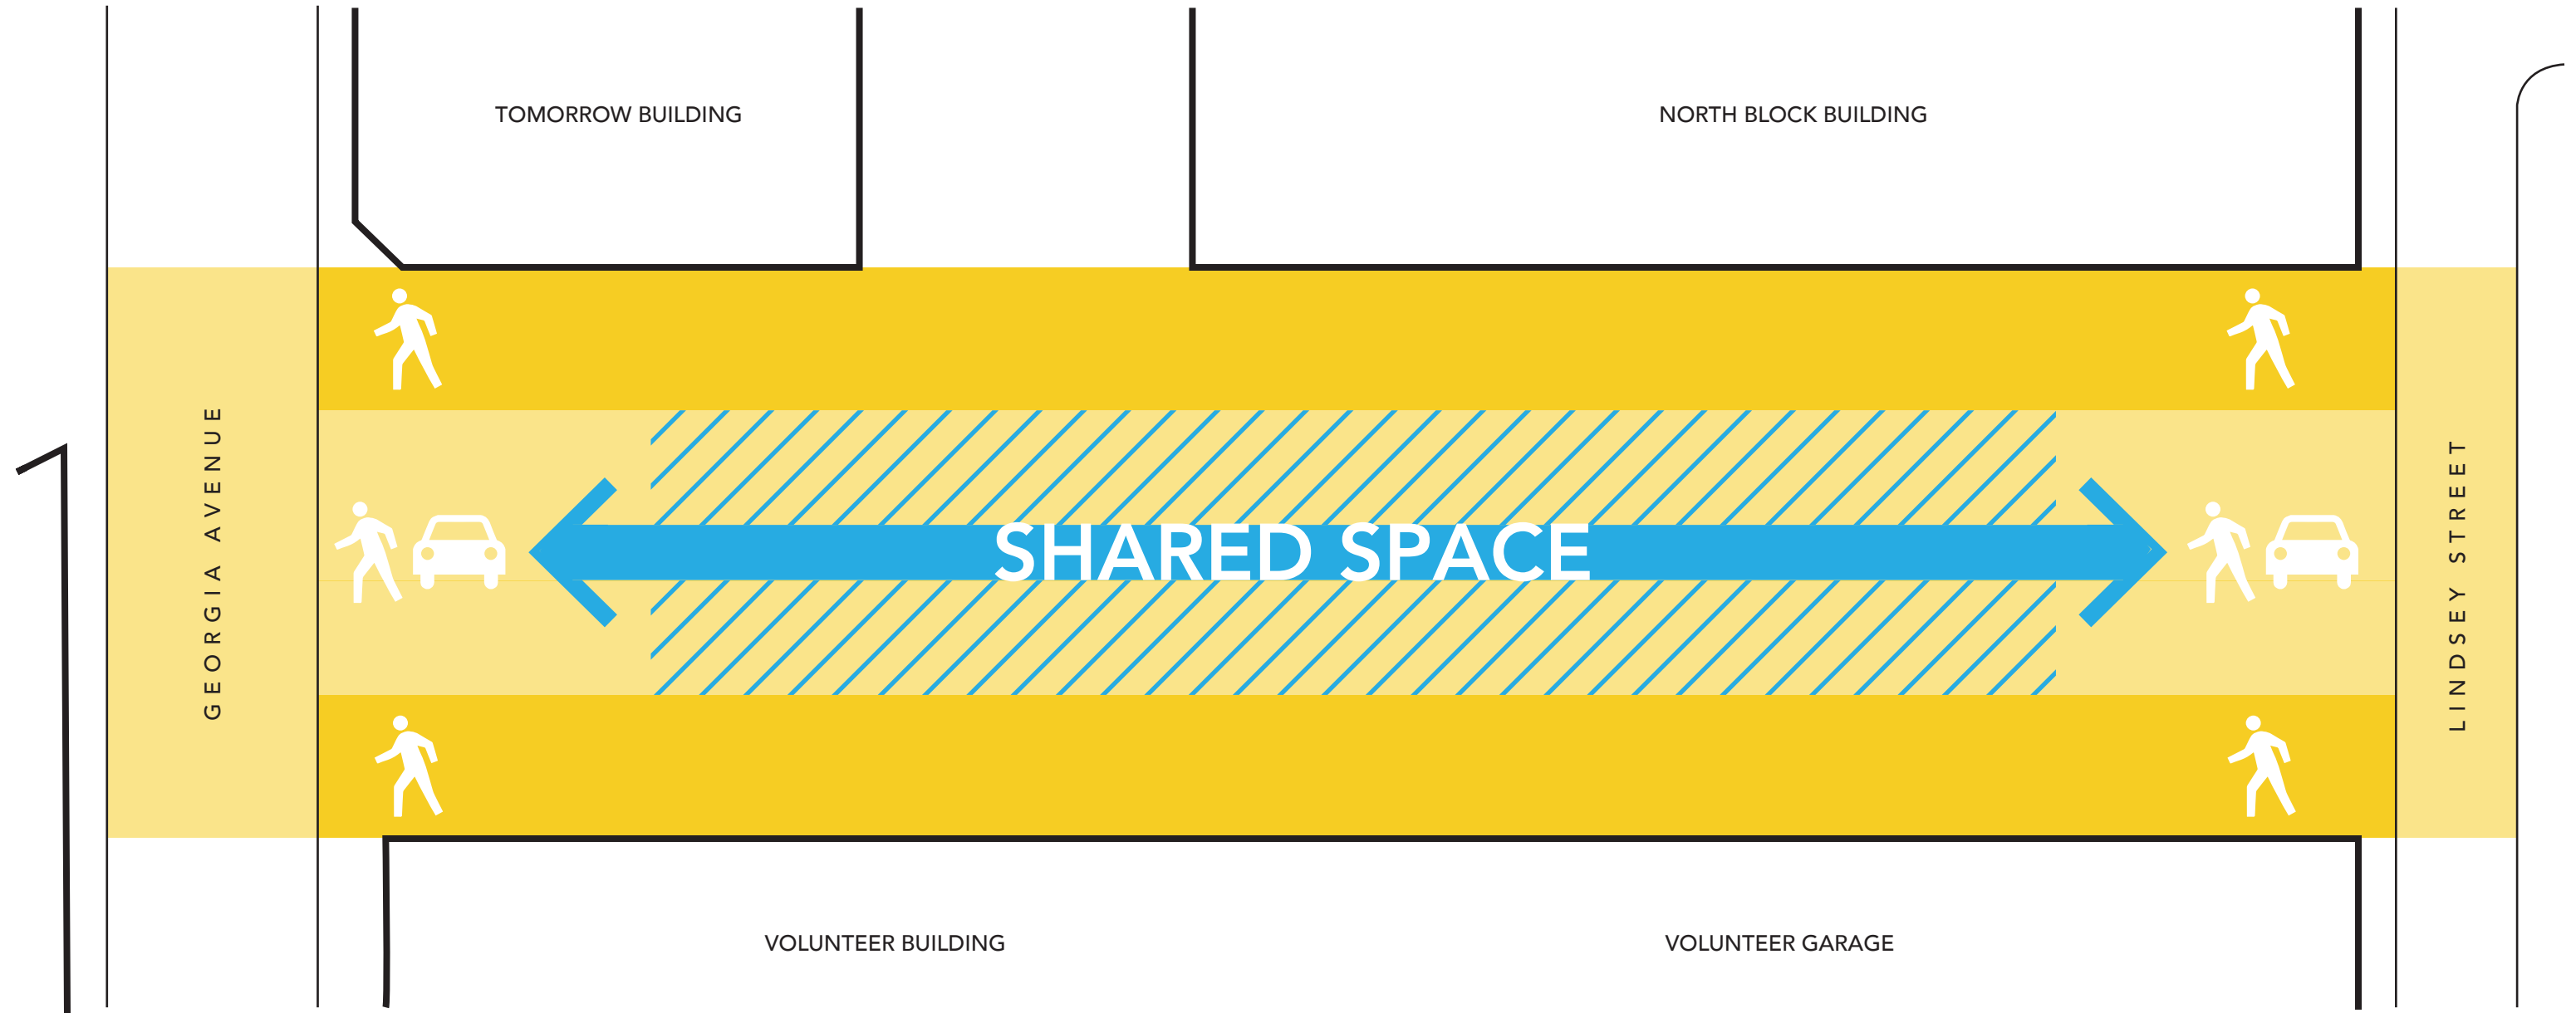 TOMORROW BUILDING
NORTH BLOCK BUILDING
GEORGIA AVENUE
SHARED SPACE
LINDSEY STREET
VOLUNTEER BUILDING
VOLUNTEER GARAGE